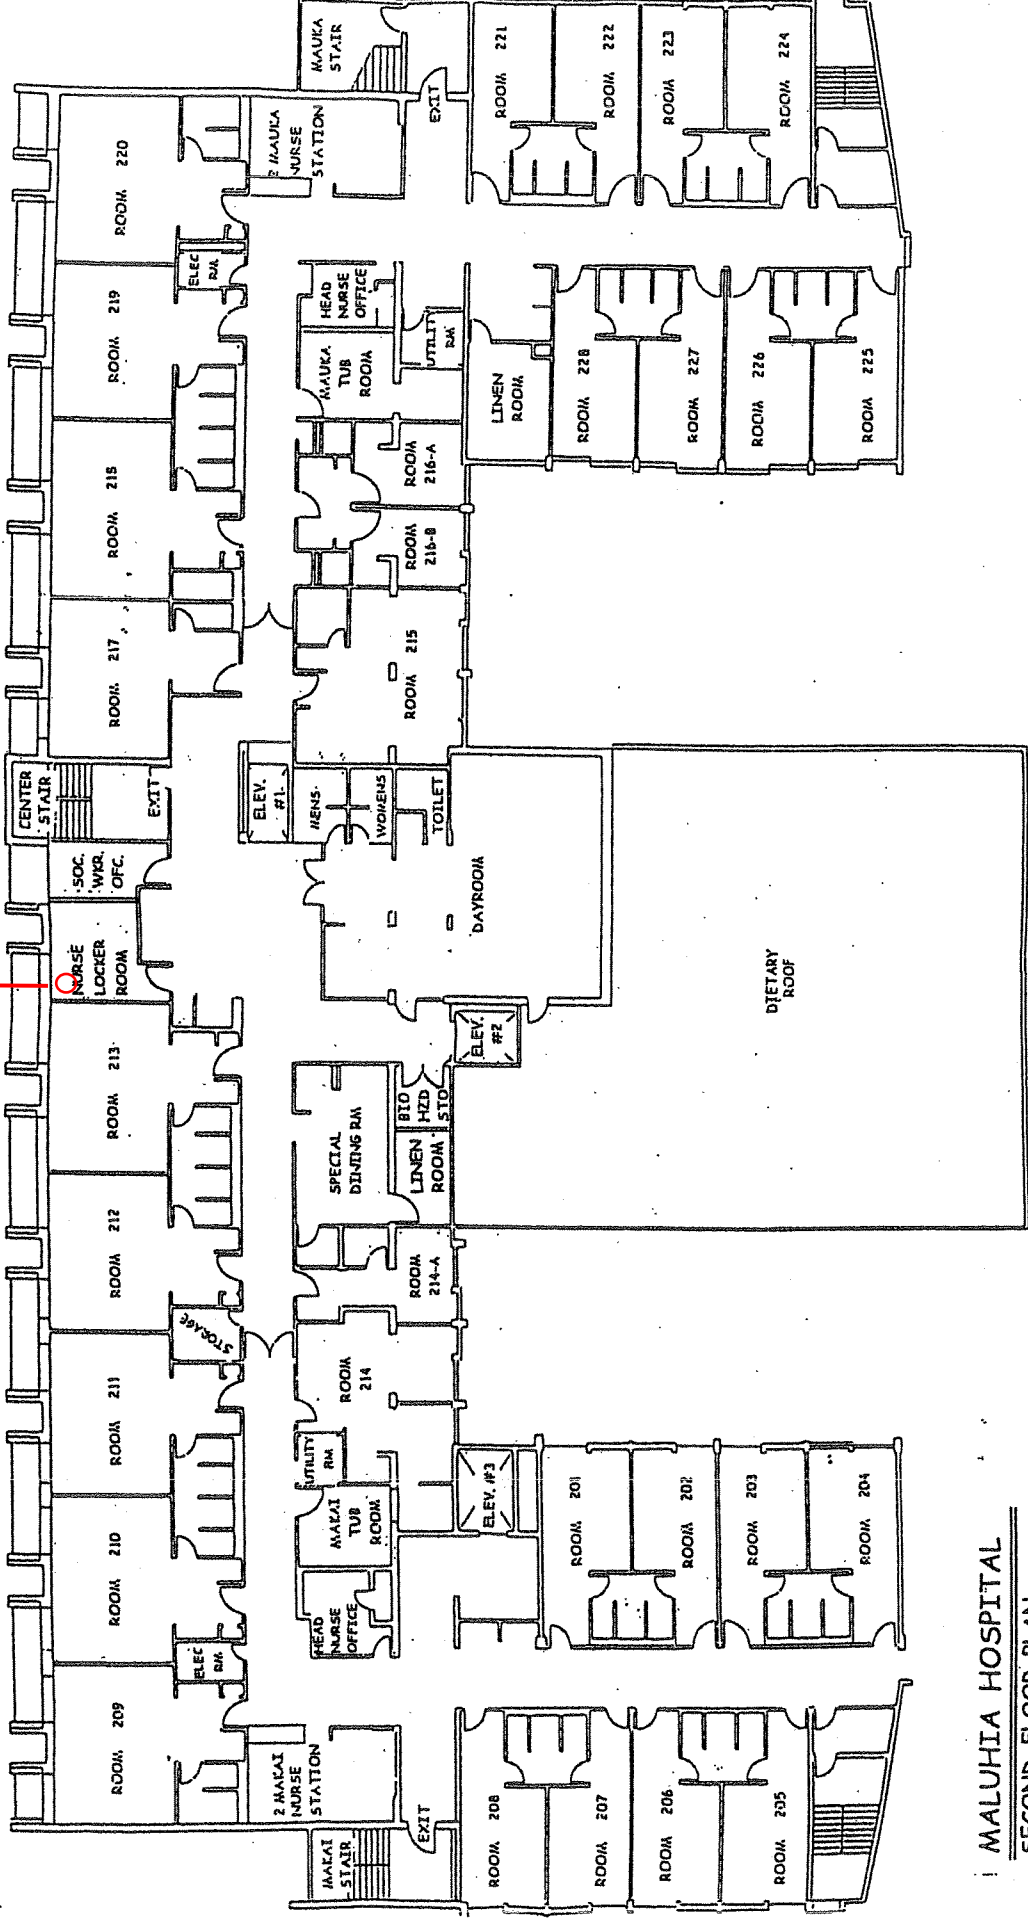 MAUKA
STAIR
EXIT
2 MAUKA
NURSE
STATION
ROOM 220
ELEC
RM
ROOM 219
HEAD
NURSE
OFFICE
MAUKA
TUB
ROOM
UTILITY
RM
ROOM 221
ROOM 222
ROOM 223
ROOM 224
LINEN
ROOM
ROOM 228
ROOM 227
ROOM 226
ROOM 225
ROOM 218
ROOM
216-A
ROOM
216-B
ROOM 217
ROOM 215
CENTER
STAIR
EXIT
ELEV.
#1
MENS
WOMENS
TOILET
SOC.
WKR.
OFC.
NURSE
LOCKER
ROOM
DAYROOM
DIETARY
ROOF
ELEV.
#2
ROOM 213
BIO
HZD
STO
SPECIAL
DINING RM
LINEN
ROOM
ROOM 212
ROOM
214-A
STORAGE
ROOM 211
ROOM
214
UTILITY
RM
MAKAI
TUB
ROOM
ELEV. #3
ROOM 201
ROOM 202
ROOM 203
ROOM 204
ROOM 210
HEAD
NURSE
OFFICE
ELEC
RM
ROOM 209
2 MAKAI
NURSE
STATION
MAKAI
STAIR
EXIT
ROOM 208
ROOM 207
ROOM 206
ROOM 205
MALUHIA HOSPITAL
SECOND FLOOR PLAN